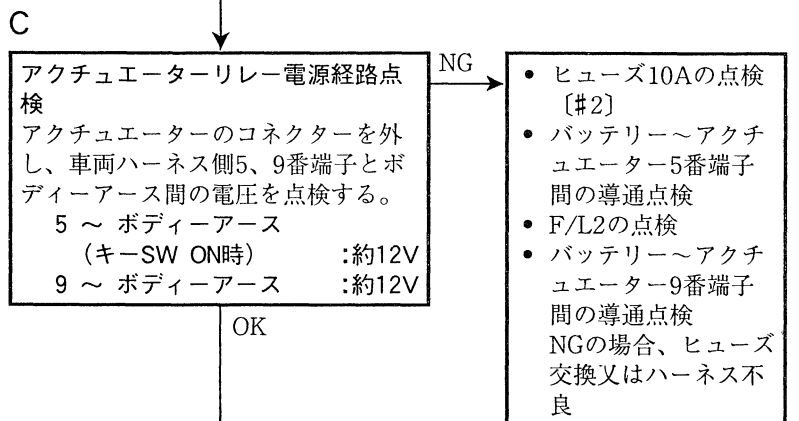 C
アクチュエーターリレー電源経路点
検
アクチュエーターのコネクターを外
し、車両ハーネス側5、9番端子とボ
ディーアース間の電圧を点検する。
5 ～ ボディーアース
(キーSW ON時) :約12V
9 ～ ボディーアース :約12V
NG
OK
• ヒューズ10Aの点検
〔#2〕
• バッテリー～アクチ
ュエーター5番端子
間の導通点検
• F/L2の点検
• バッテリー～アクチ
ュエーター9番端子
間の導通点検
NGの場合、ヒューズ
交換又はハーネス不
良